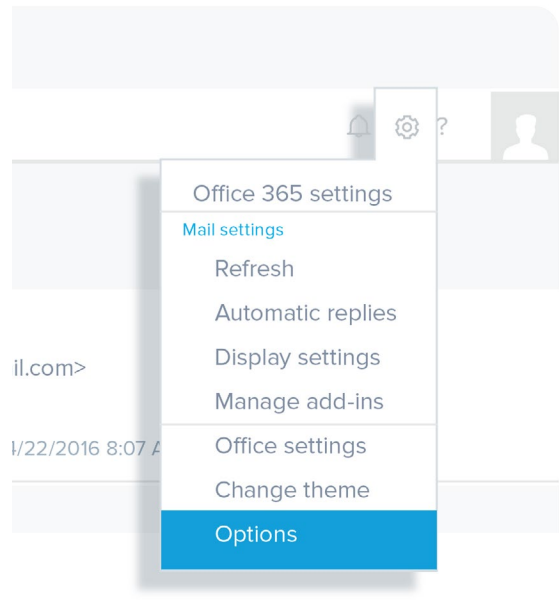 ?
Office 365 settings
Mail settings
Refresh
Automatic replies
Display settings
il.com>
Manage add-ins
/22/2016 8:07
Office settings
Change theme
Options